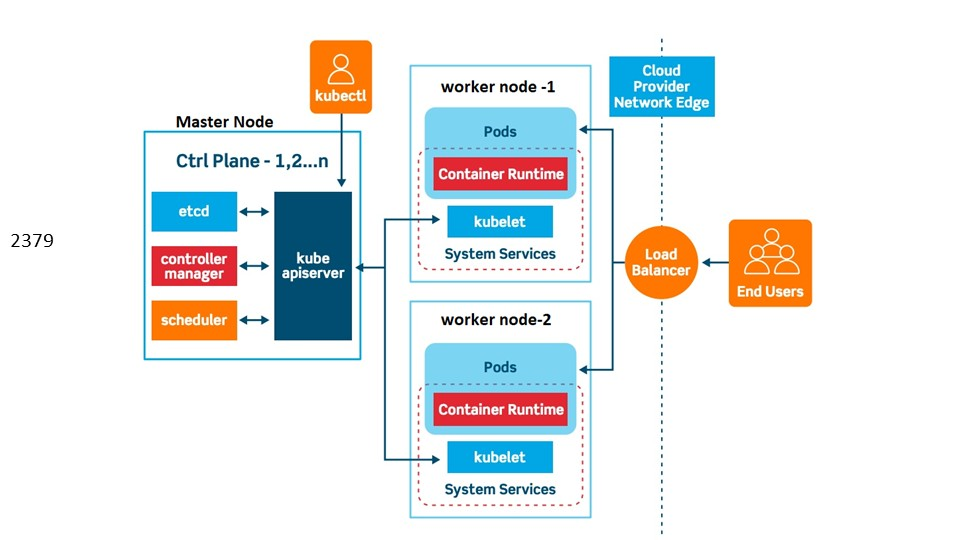 kubectl
Master Node
Ctrl Plane - 1,2...n
etcd
controller
manager
scheduler
kube
apiserver
2379
worker node -1
Pods
Container Runtime
kubelet
System Services
worker node-2
Pods
Container Runtime
kubelet
System Services
Cloud
Provider
Network Edge
Load
Balancer
End Users